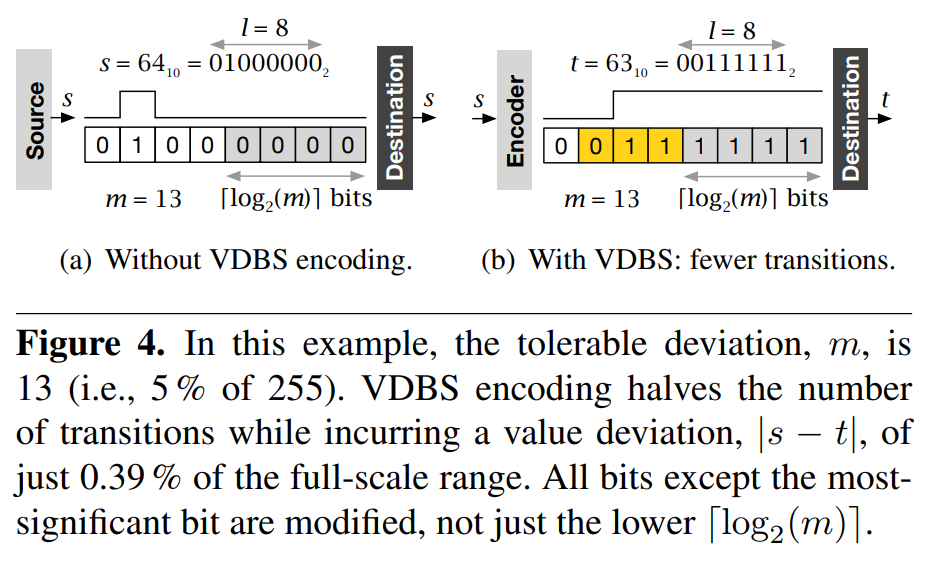 l = 8
s = 64₁₀ = 01000000₂
Source
s
0 1 0 0 0 0 0 0
Destination
s
m = 13
⌈log₂(m)⌉ bits
(a) Without VDBS encoding.
l = 8
t = 63₁₀ = 00111111₂
s
Encoder
0 0 1 1 1 1 1 1
Destination
t
m = 13
⌈log₂(m)⌉ bits
(b) With VDBS: fewer transitions.
Figure 4. In this example, the tolerable deviation, m, is
13 (i.e., 5 % of 255). VDBS encoding halves the number
of transitions while incurring a value deviation, |s − t|, of
just 0.39 % of the full-scale range. All bits except the most-
significant bit are modified, not just the lower ⌈log₂(m)⌉.